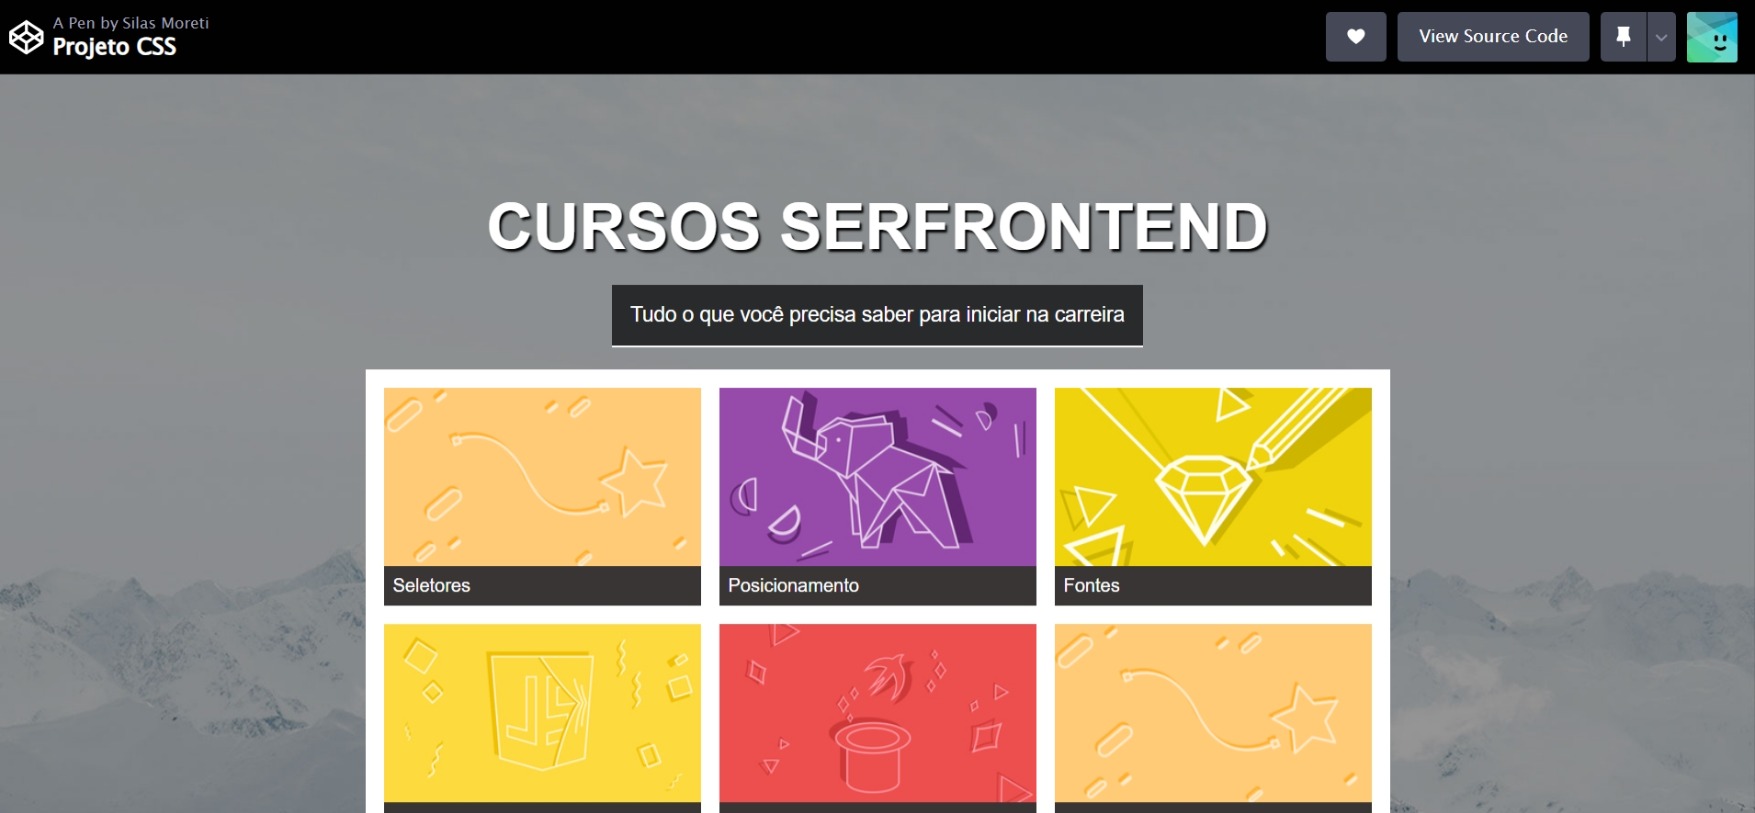 A Pen by Silas Moreti
Projeto CSS
View Source Code
CURSOS SERFRONTEND
Tudo o que você precisa saber para iniciar na carreira
Seletores
Posicionamento
Fontes
JS